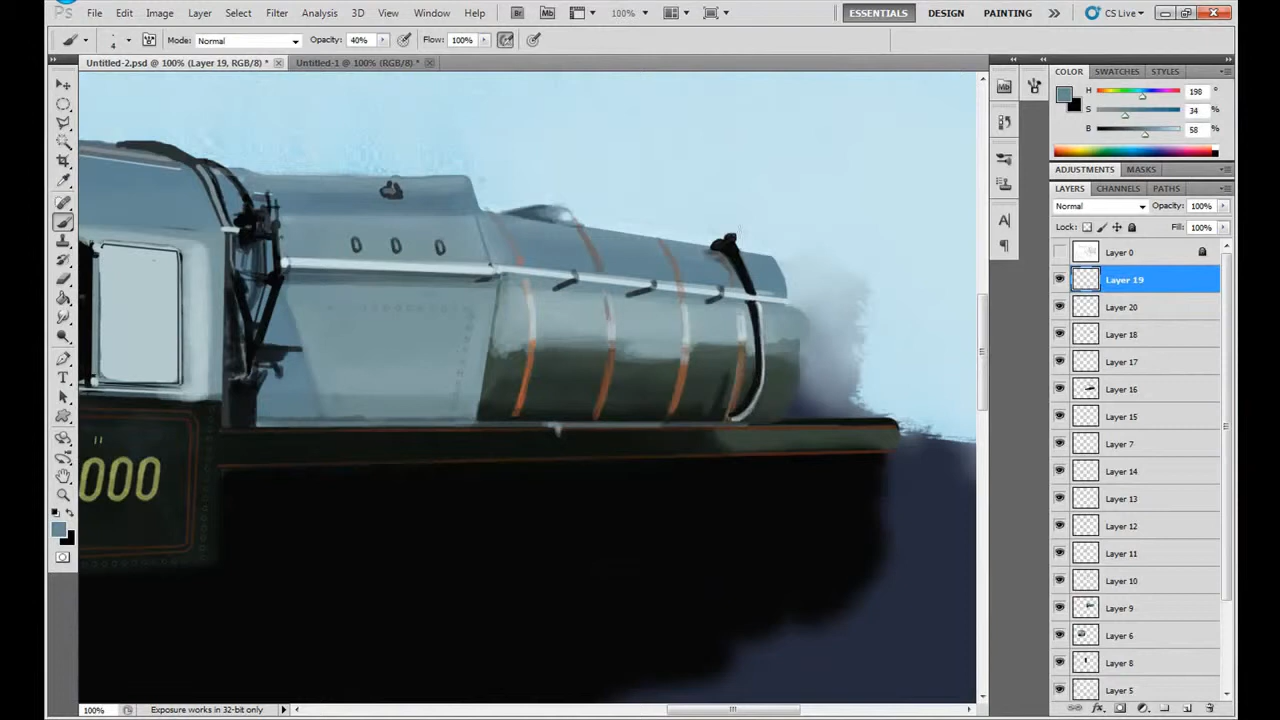 Ps File Edit Image Layer Select Filter Analysis 3D View Window Help Br Mb 100% ESSENTIALS DESIGN PAINTING CS Live
4 Mode: Normal Opacity: 40% Flow: 100%
Untitled-2.psd @ 100% (Layer 19, RGB/8) * Untitled-1 @ 100% (RGB/8) *
COLOR SWATCHES STYLES
H 198 °
S 34 %
B 58 %
ADJUSTMENTS MASKS
LAYERS CHANNELS PATHS
Normal Opacity: 100%
Lock: Fill: 100%
Layer 0
Layer 19
Layer 20
Layer 18
Layer 17
Layer 16
Layer 15
Layer 7
Layer 14
Layer 13
Layer 12
Layer 11
Layer 10
Layer 9
Layer 6
Layer 8
Layer 5
Mb
A
T
000
100% Exposure works in 32-bit only